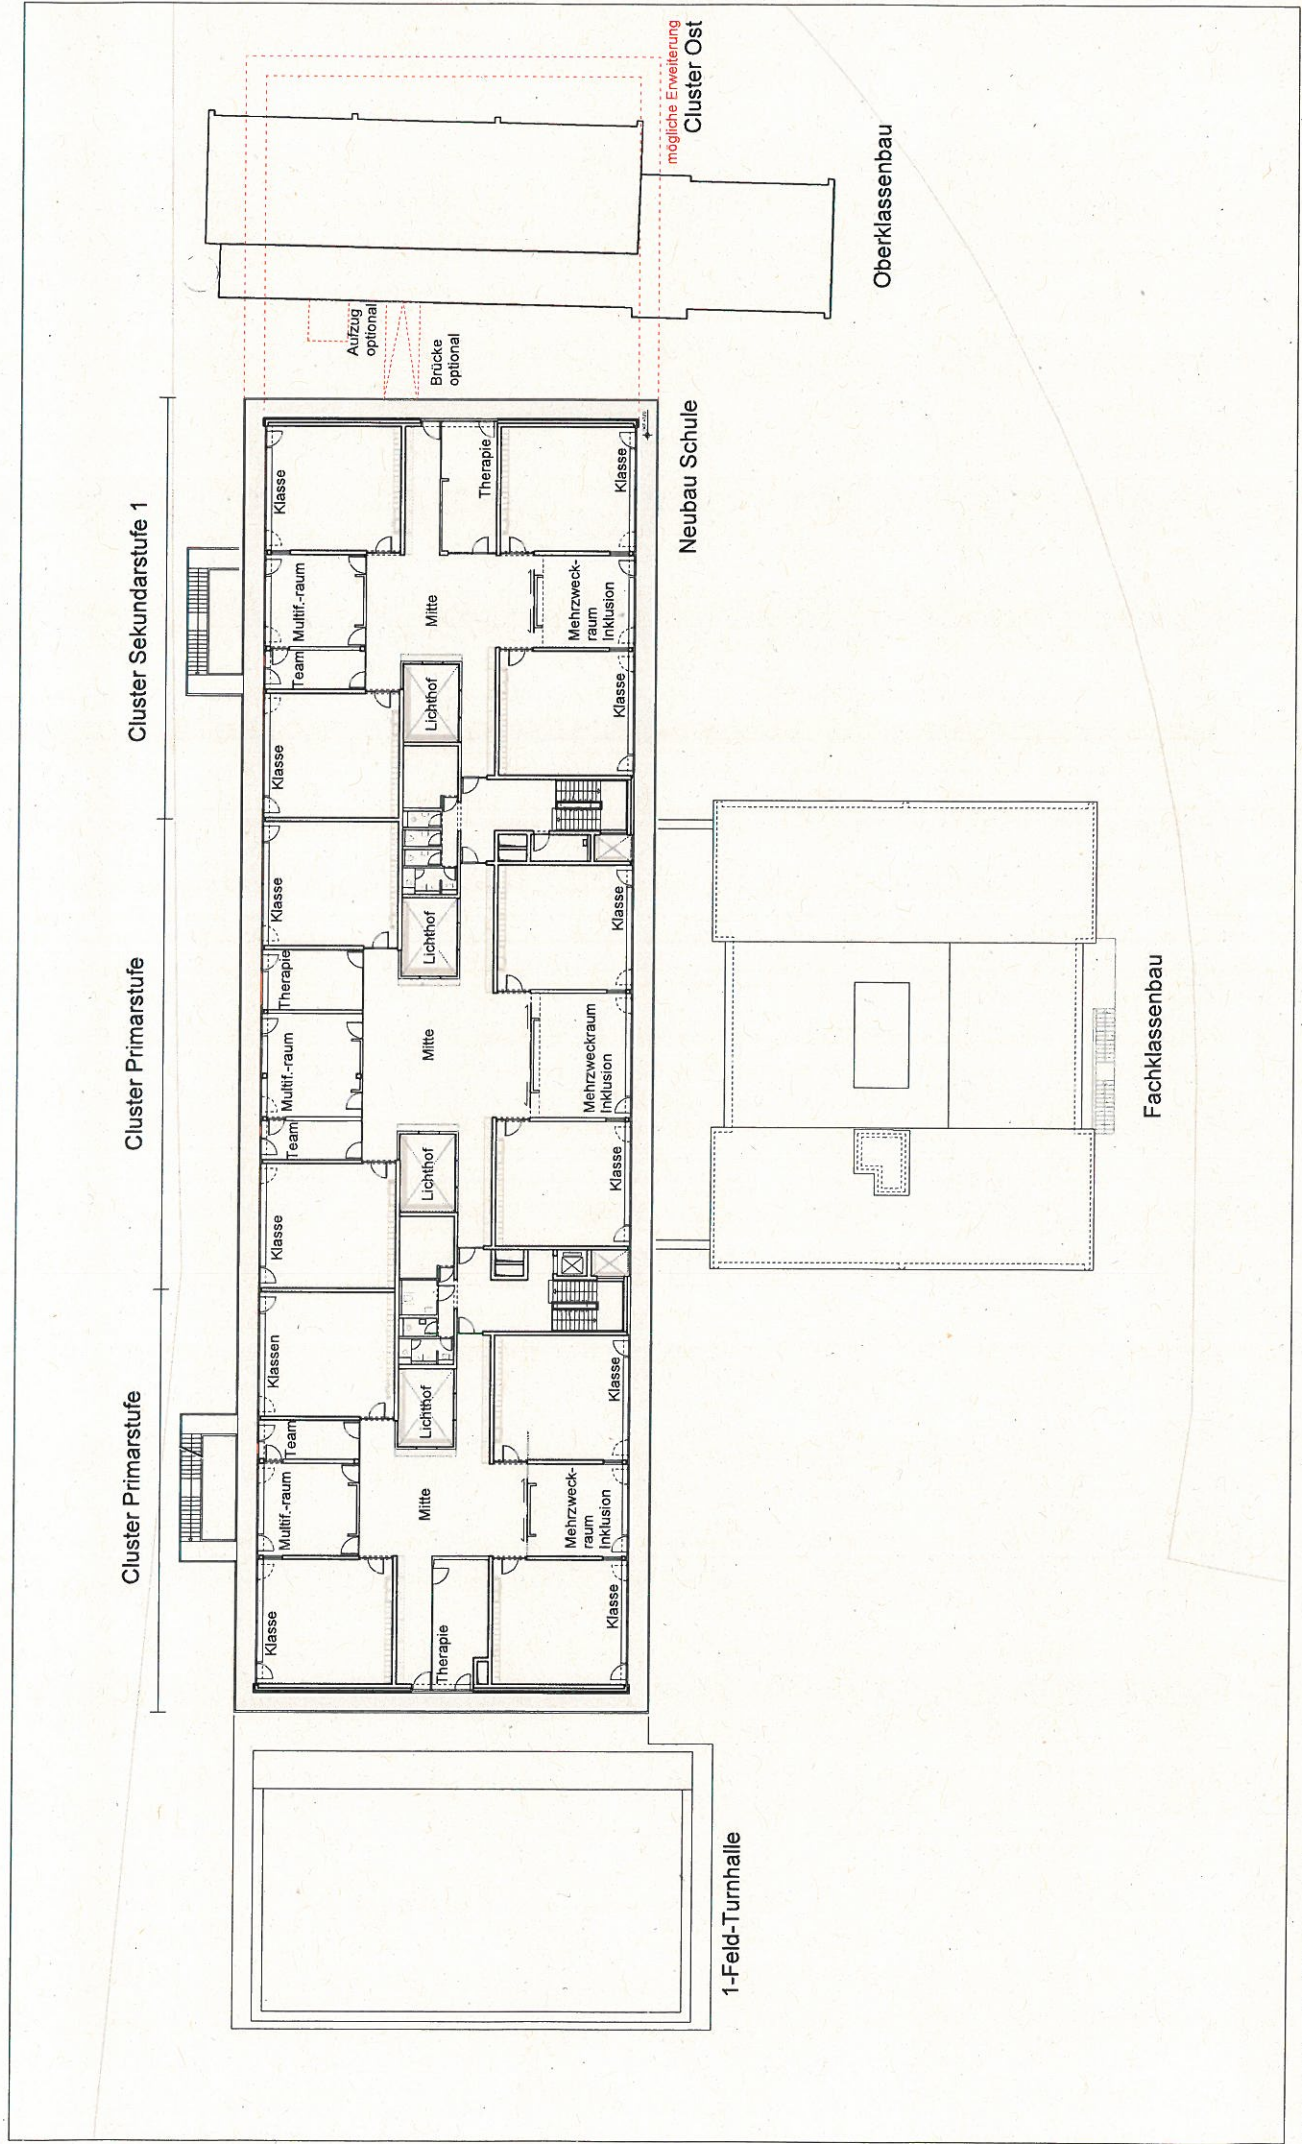 Cluster Primarstufe
Cluster Primarstufe
Cluster Sekundarstufe 1
Klasse
Multif.-raum
Team
Klassen
Klasse
Team
Multif.-raum
Therapie
Klasse
Klasse
Team
Multif.-raum
Klasse
Therapie
Mitte
Lichthof
Lichthof
Mitte
Lichthof
Lichthof
Mitte
Therapie
Klasse
Mehrzweck-
raum
Inklusion
Klasse
Klasse
Mehrzweckraum
Inklusion
Klasse
Klasse
Mehrzweck-
raum
Inklusion
Klasse
Aufzug
optional
Brücke
optional
mögliche Erweiterung
Cluster Ost
1-Feld-Turnhalle
Neubau Schule
Oberklassenbau
Fachklassenbau